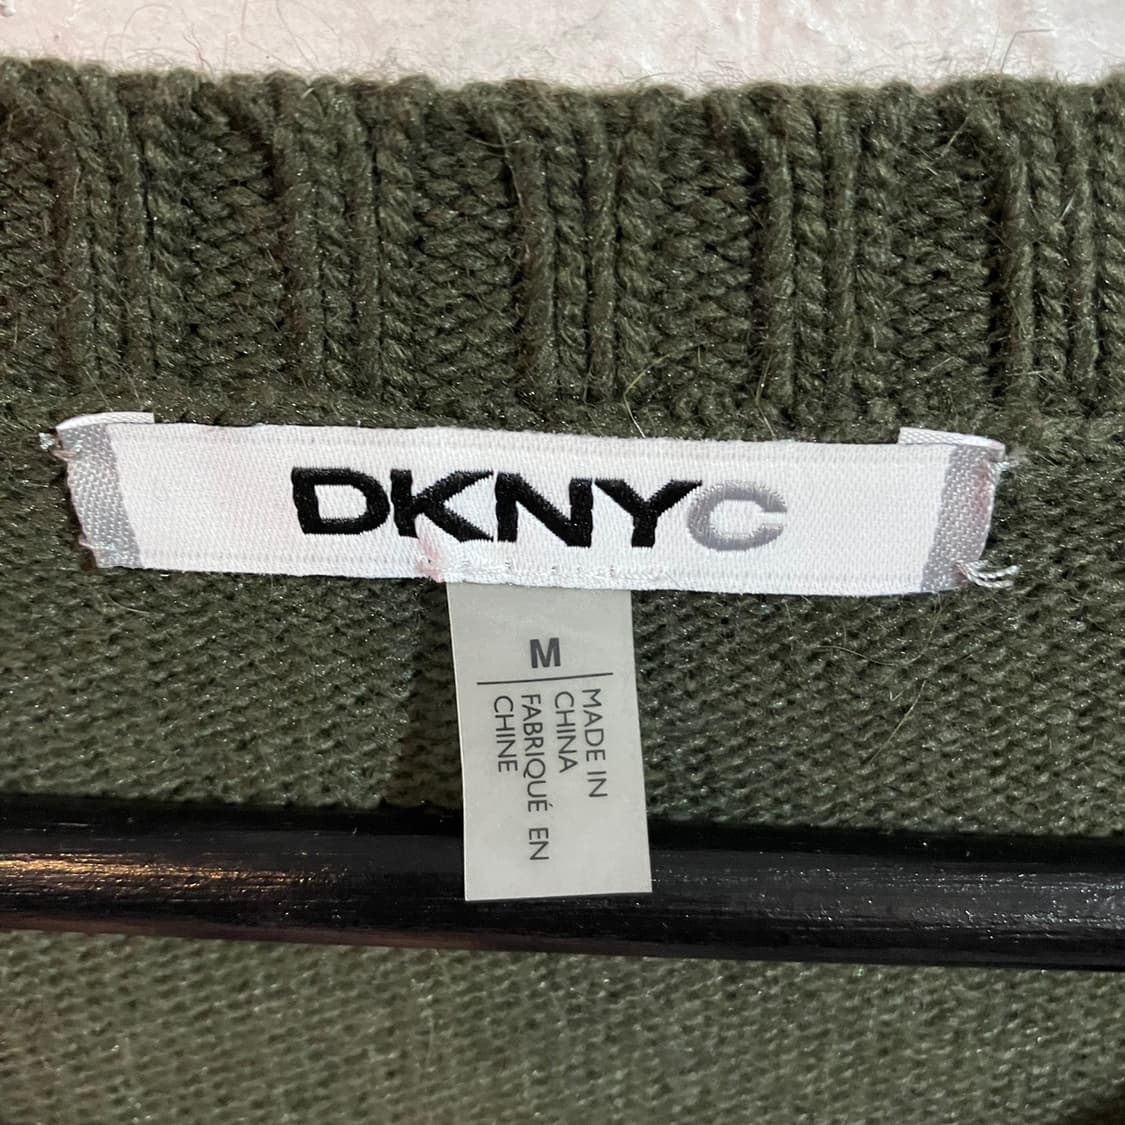 DKNYC
M
MADE IN
CHINA
FABRIQUÉ EN
CHINE